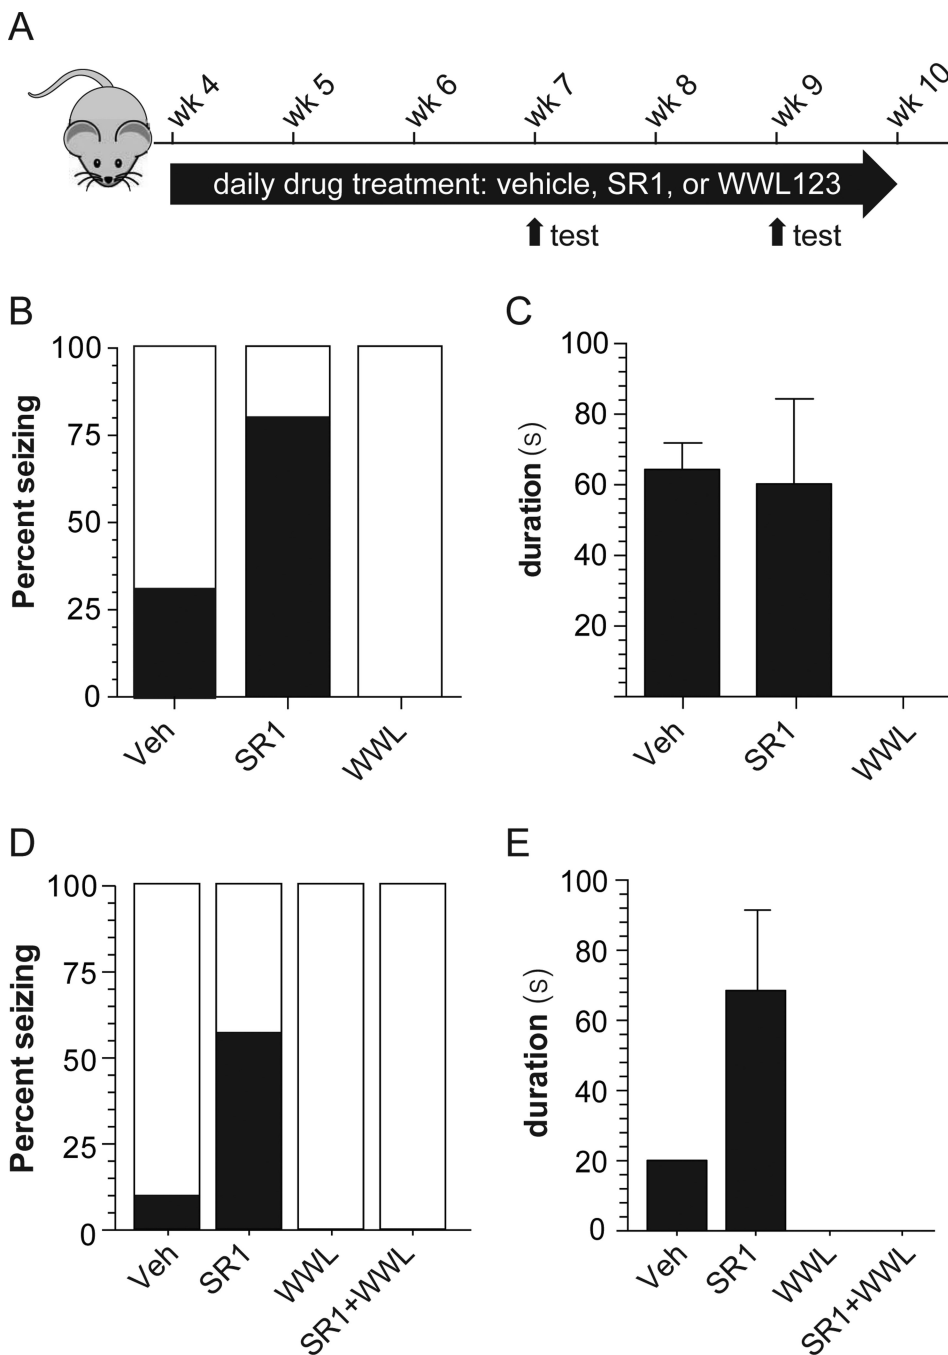 A
wk 4
wk 5
wk 6
wk 7
wk 8
wk 9
wk 10
daily drug treatment: vehicle, SR1, or WWL123
test
test
B
Percent seizing
100
75
50
25
0
Veh
SR1
WWL
C
duration (s)
100
80
60
40
20
Veh
SR1
WWL
D
Percent seizing
100
75
50
25
0
Veh
SR1
WWL
SR1+WWL
E
duration (s)
100
80
60
40
20
0
Veh
SR1
WWL
SR1+WWL